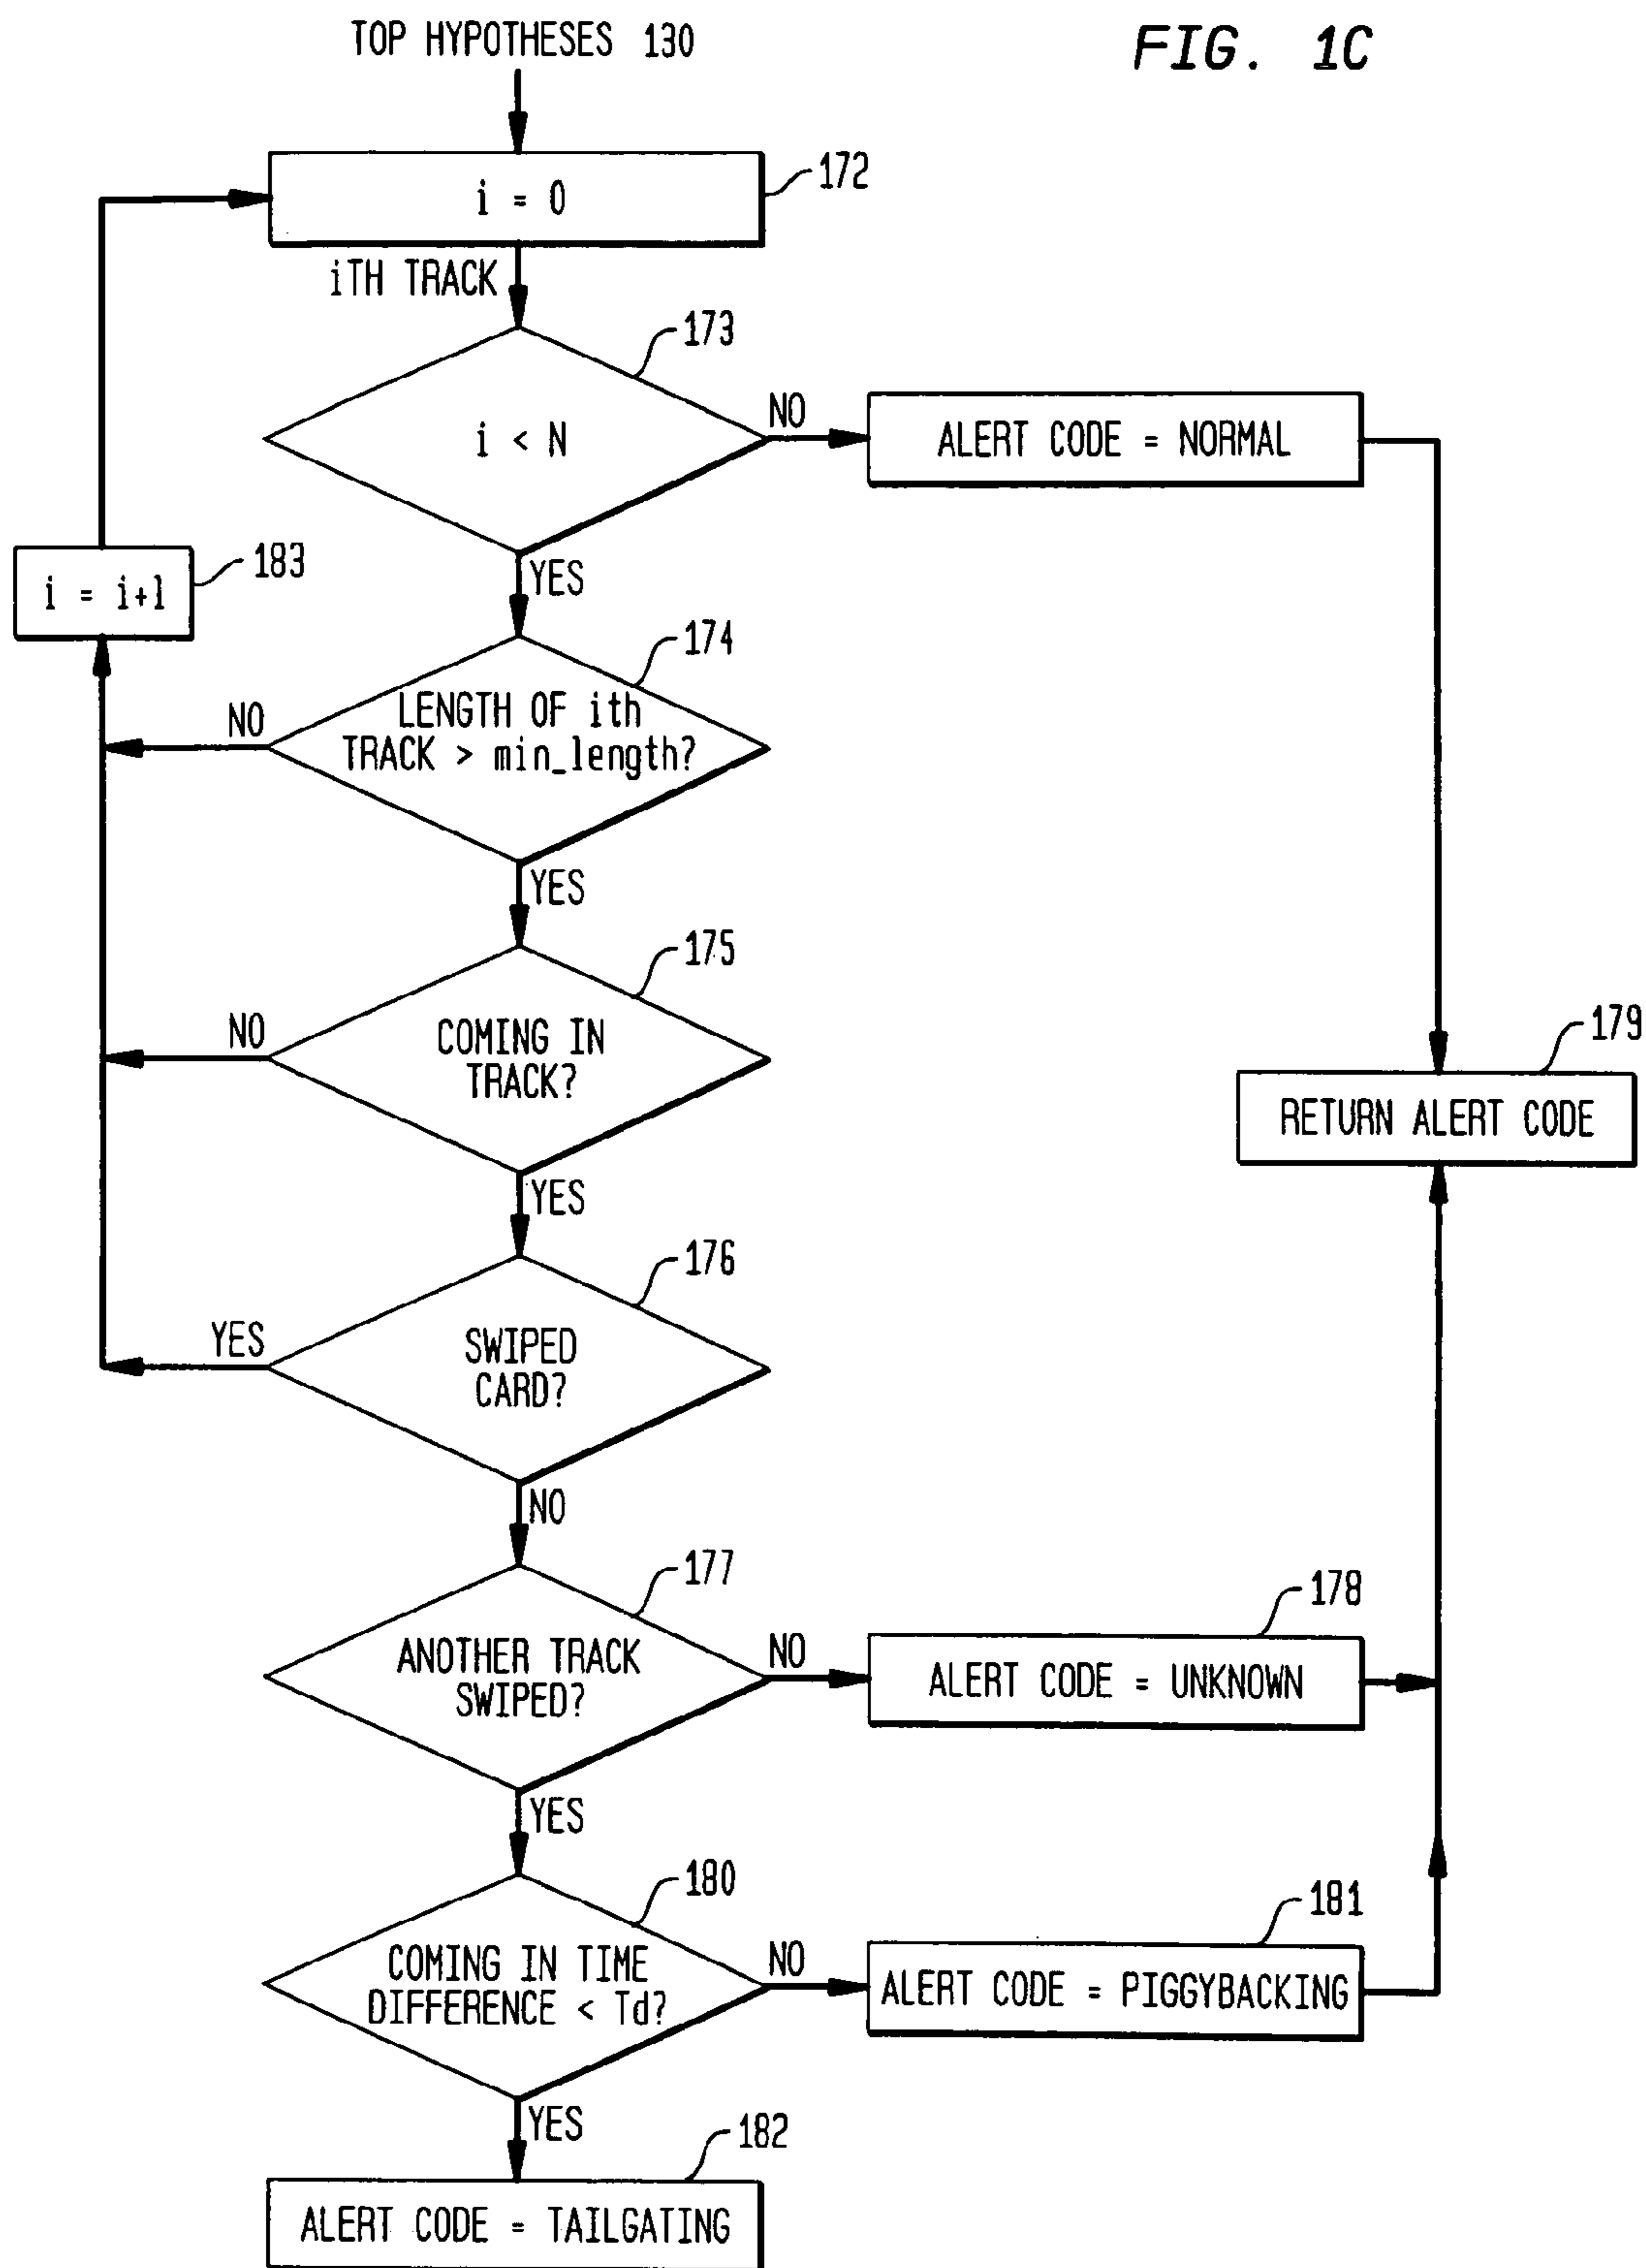 TOP HYPOTHESES 130
FIG. 1C
i = 0
172
iTH TRACK
173
i < N
NO
ALERT CODE = NORMAL
YES
183
i = i+1
174
LENGTH OF ith
TRACK > min_length?
NO
YES
175
COMING IN
TRACK?
NO
YES
179
RETURN ALERT CODE
176
SWIPED
CARD?
YES
NO
177
ANOTHER TRACK
SWIPED?
NO
178
ALERT CODE = UNKNOWN
YES
180
COMING IN TIME
DIFFERENCE < Td?
NO
181
ALERT CODE = PIGGYBACKING
YES
182
ALERT CODE = TAILGATING